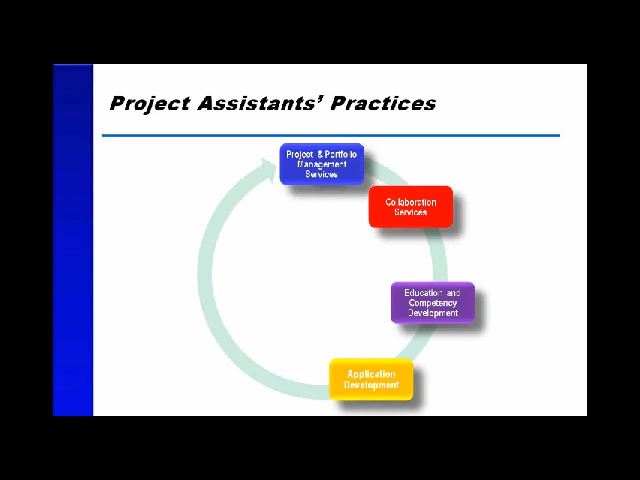 Project Assistants' Practices
Project & Portfolio
Management
Services
Collaboration
Services
Education and
Competency
Development
Application
Development